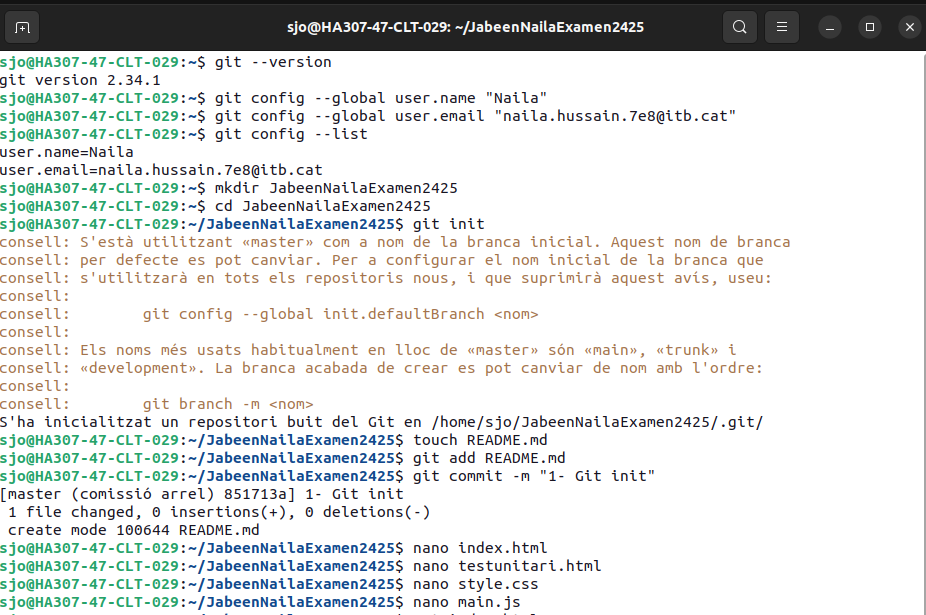 sjo@HA307-47-CLT-029: ~/JabeenNailaExamen2425
sjo@HA307-47-CLT-029:~$ git --version
git version 2.34.1
sjo@HA307-47-CLT-029:~$ git config --global user.name "Naila"
sjo@HA307-47-CLT-029:~$ git config --global user.email "naila.hussain.7e8@itb.cat"
sjo@HA307-47-CLT-029:~$ git config --list
user.name=Naila
user.email=naila.hussain.7e8@itb.cat
sjo@HA307-47-CLT-029:~$ mkdir JabeenNailaExamen2425
sjo@HA307-47-CLT-029:~$ cd JabeenNailaExamen2425
sjo@HA307-47-CLT-029:~/JabeenNailaExamen2425$ git init
consell: S'està utilitzant «master» com a nom de la branca inicial. Aquest nom de branca
consell: per defecte es pot canviar. Per a configurar el nom inicial de la branca que
consell: s'utilitzarà en tots els repositoris nous, i que suprimirà aquest avís, useu:
consell:
consell:        git config --global init.defaultBranch <nom>
consell:
consell: Els noms més usats habitualment en lloc de «master» són «main», «trunk» i
consell: «development». La branca acabada de crear es pot canviar de nom amb l'ordre:
consell:
consell:        git branch -m <nom>
S'ha inicialitzat un repositori buit del Git en /home/sjo/JabeenNailaExamen2425/.git/
sjo@HA307-47-CLT-029:~/JabeenNailaExamen2425$ touch README.md
sjo@HA307-47-CLT-029:~/JabeenNailaExamen2425$ git add README.md
sjo@HA307-47-CLT-029:~/JabeenNailaExamen2425$ git commit -m "1- Git init"
[master (comissió arrel) 851713a] 1- Git init
 1 file changed, 0 insertions(+), 0 deletions(-)
 create mode 100644 README.md
sjo@HA307-47-CLT-029:~/JabeenNailaExamen2425$ nano index.html
sjo@HA307-47-CLT-029:~/JabeenNailaExamen2425$ nano testunitari.html
sjo@HA307-47-CLT-029:~/JabeenNailaExamen2425$ nano style.css
sjo@HA307-47-CLT-029:~/JabeenNailaExamen2425$ nano main.js